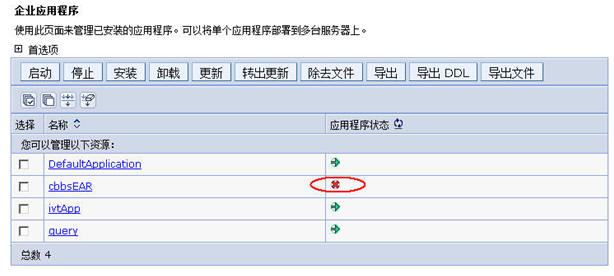 企业应用程序
使用此页面来管理已安装的应用程序。可以将单个应用程序部署到多台服务器上。
首选项
启动 停止 安装 卸载 更新 转出更新 除去文件 导出 导出 DDL 导出文件
选择 名称 应用程序状态
您可以管理以下资源:
DefaultApplication
cbbsEAR
ivtApp
query
总数 4